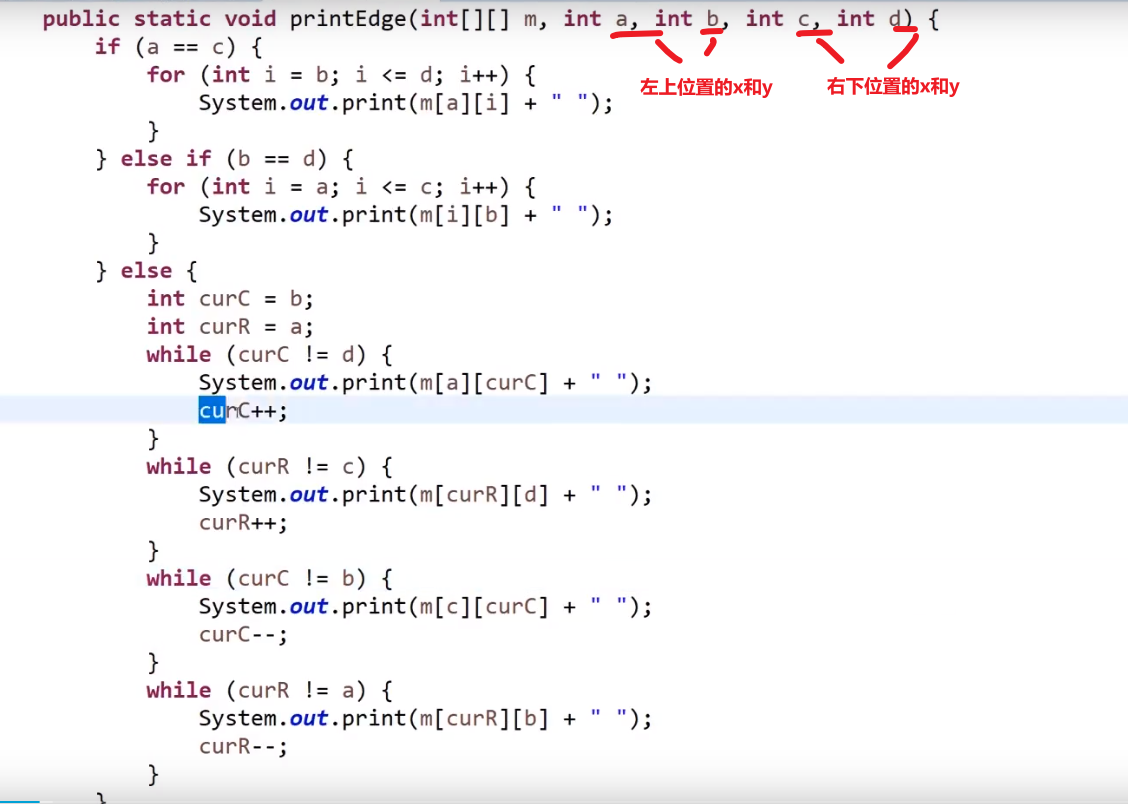 public static void printEdge(int[][] m, int a, int b, int c, int d) {
if (a == c) {
左上位置的x和y
右下位置的x和y
for (int i = b; i <= d; i++) {
System.out.print(m[a][i] + " ");
}
} else if (b == d) {
for (int i = a; i <= c; i++) {
System.out.print(m[i][b] + " ");
}
} else {
int curC = b;
int curR = a;
while (curC != d) {
System.out.print(m[a][curC] + " ");
curC++;
}
while (curR != c) {
System.out.print(m[curR][d] + " ");
curR++;
}
while (curC != b) {
System.out.print(m[c][curC] + " ");
curC--;
}
while (curR != a) {
System.out.print(m[curR][b] + " ");
curR--;
}
}